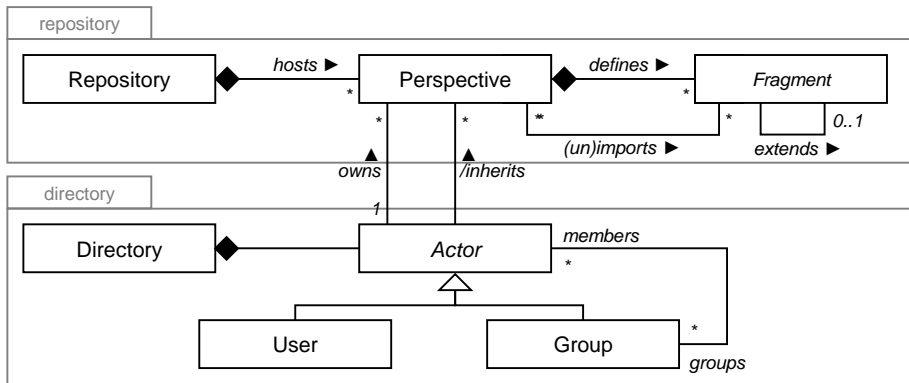 repository
hosts ►
defines ►
Repository
Perspective
Fragment
*
*
*
*
**
*
0..1
(un)imports ►
extends ►
▲
▲
owns
/inherits
directory
1
Directory
Actor
members
*
User
Group
*
groups